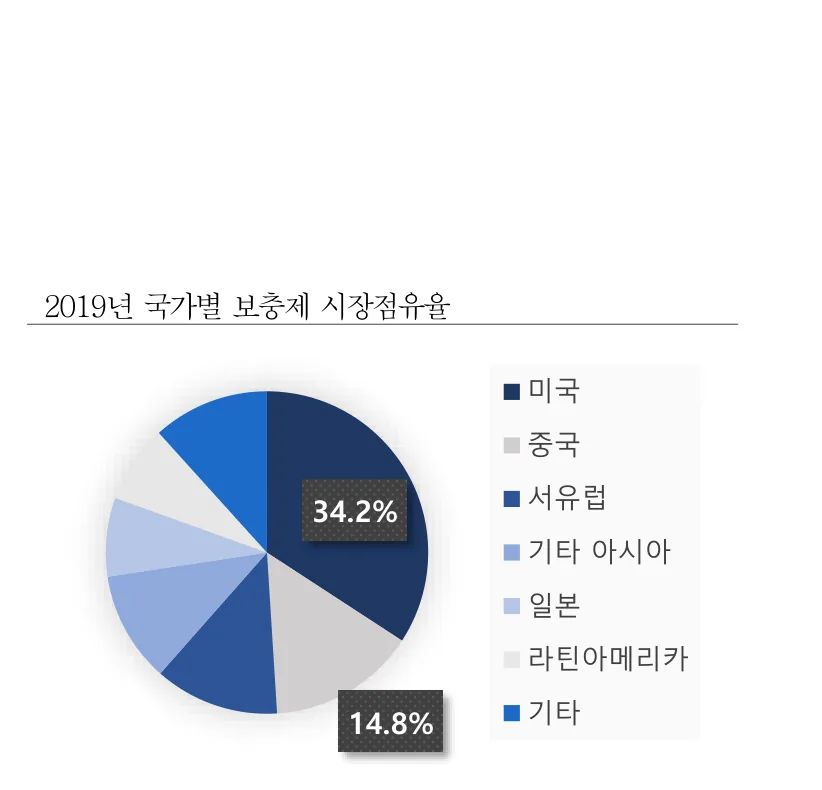 2019년 국가별 보충제 시장점유율
34.2%
14.8%
미국
중국
서유럽
기타 아시아
일본
라틴아메리카
기타